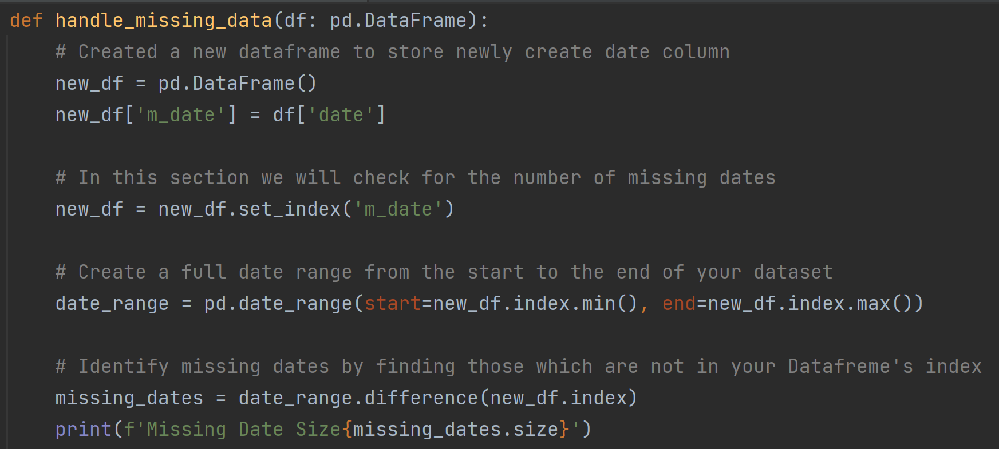 def handle_missing_data(df: pd.DataFrame):
    # Created a new dataframe to store newly create date column
    new_df = pd.DataFrame()
    new_df['m_date'] = df['date']
    # In this section we will check for the number of missing dates
    new_df = new_df.set_index('m_date')
    # Create a full date range from the start to the end of your dataset
    date_range = pd.date_range(start=new_df.index.min(), end=new_df.index.max())
    # Identify missing dates by finding those which are not in your Datafreme's index
    missing_dates = date_range.difference(new_df.index)
    print(f'Missing Date Size{missing_dates.size}')